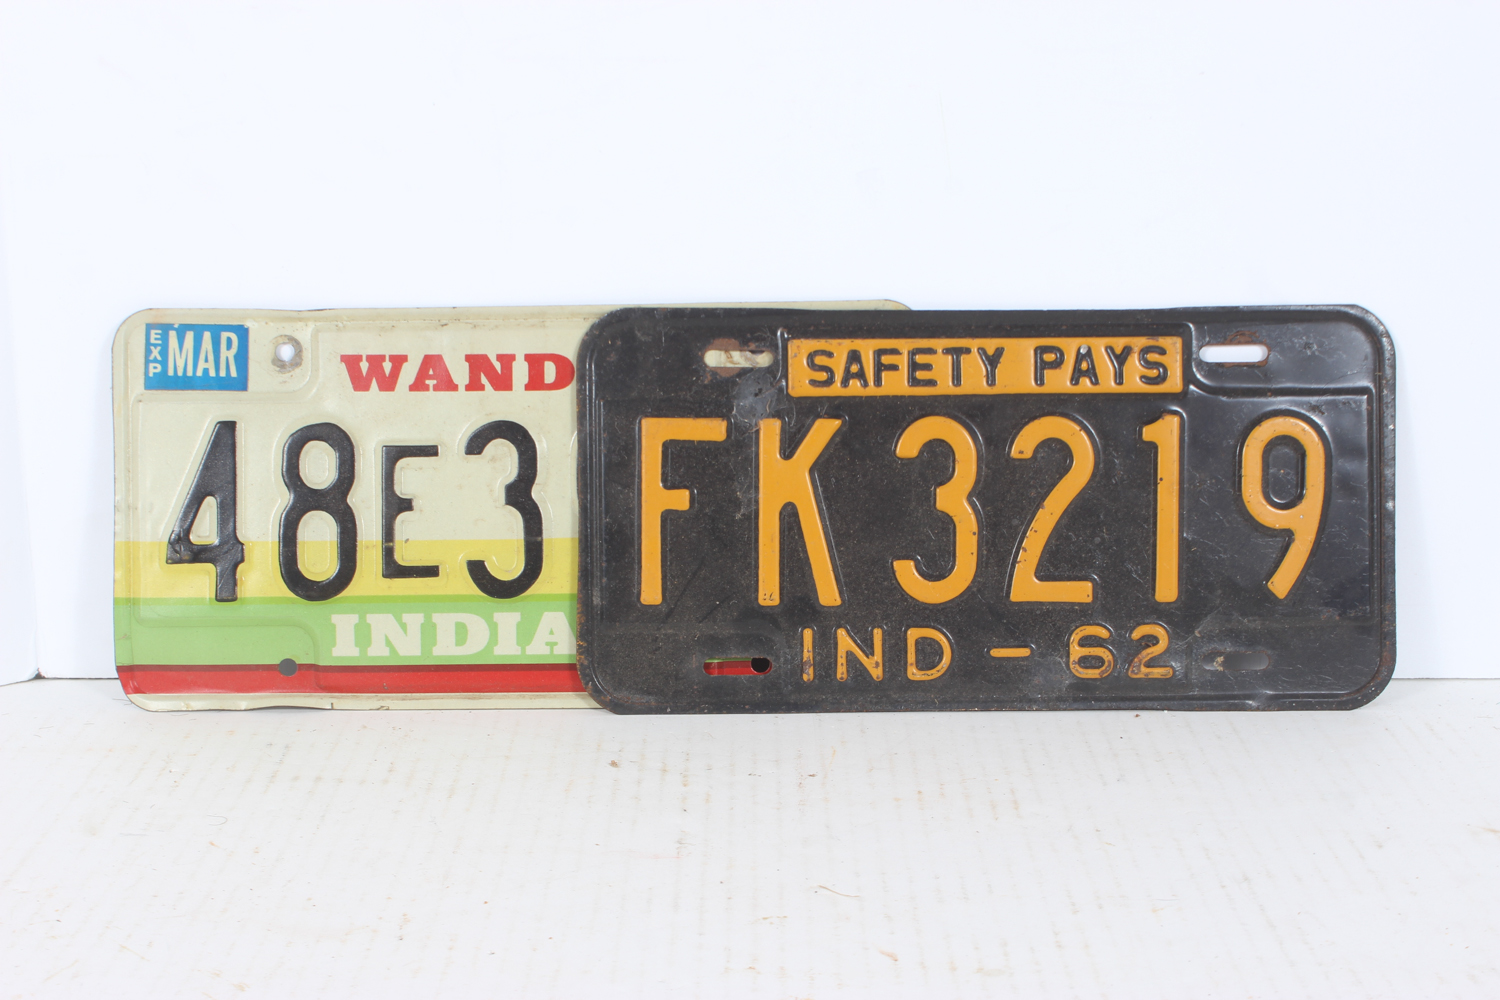 EXP MAR
WAND
48E3
INDIA
SAFETY PAYS
FK3219
IND - 62